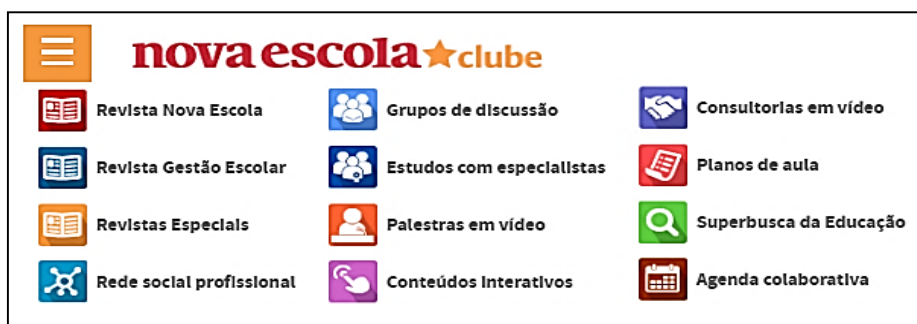 nova escola clube
Revista Nova Escola
Revista Gestão Escolar
Revistas Especiais
Rede social profissional
Grupos de discussão
Estudos com especialistas
Palestras em vídeo
Conteúdos Interativos
Consultorias em vídeo
Planos de aula
Superbusca da Educação
Agenda colaborativa